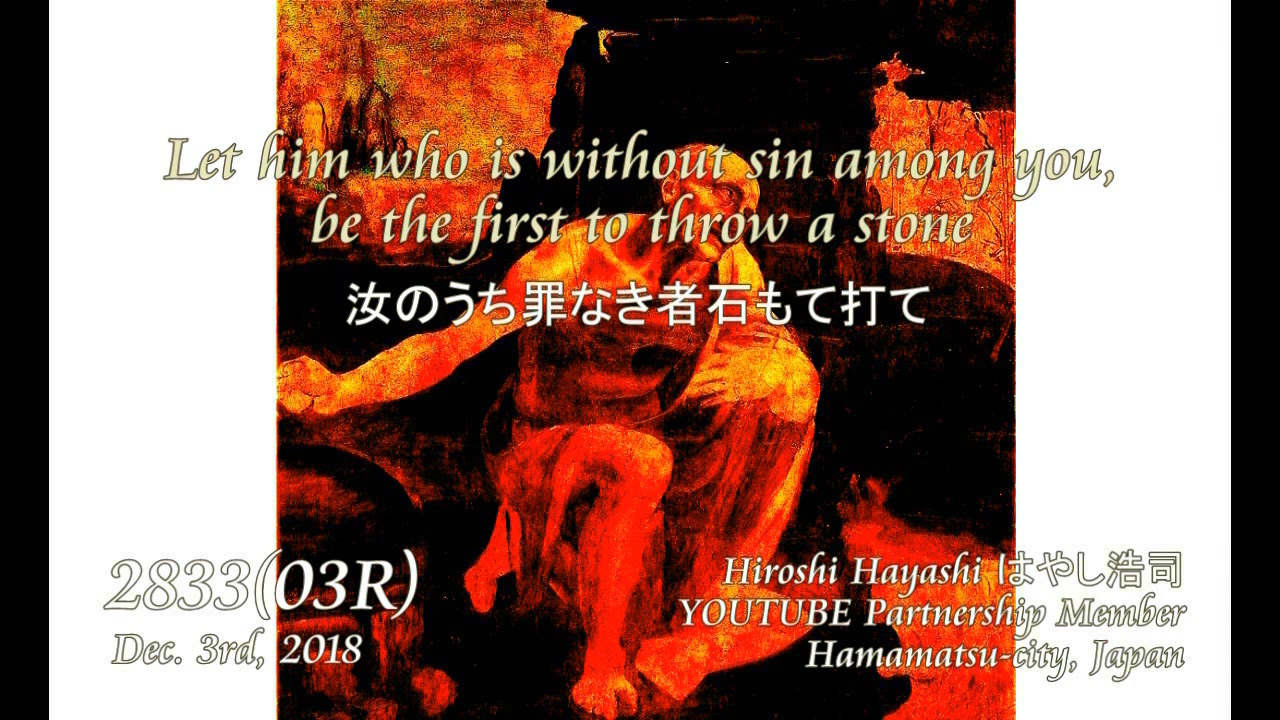 Let him who is without sin among you,
be the first to throw a stone
汝のうち罪なき者石もて打て
2833(03R)
Dec. 3rd, 2018
Hiroshi Hayashi はやし浩司
YOUTUBE Partnership Member
Hamamatsu-city, Japan